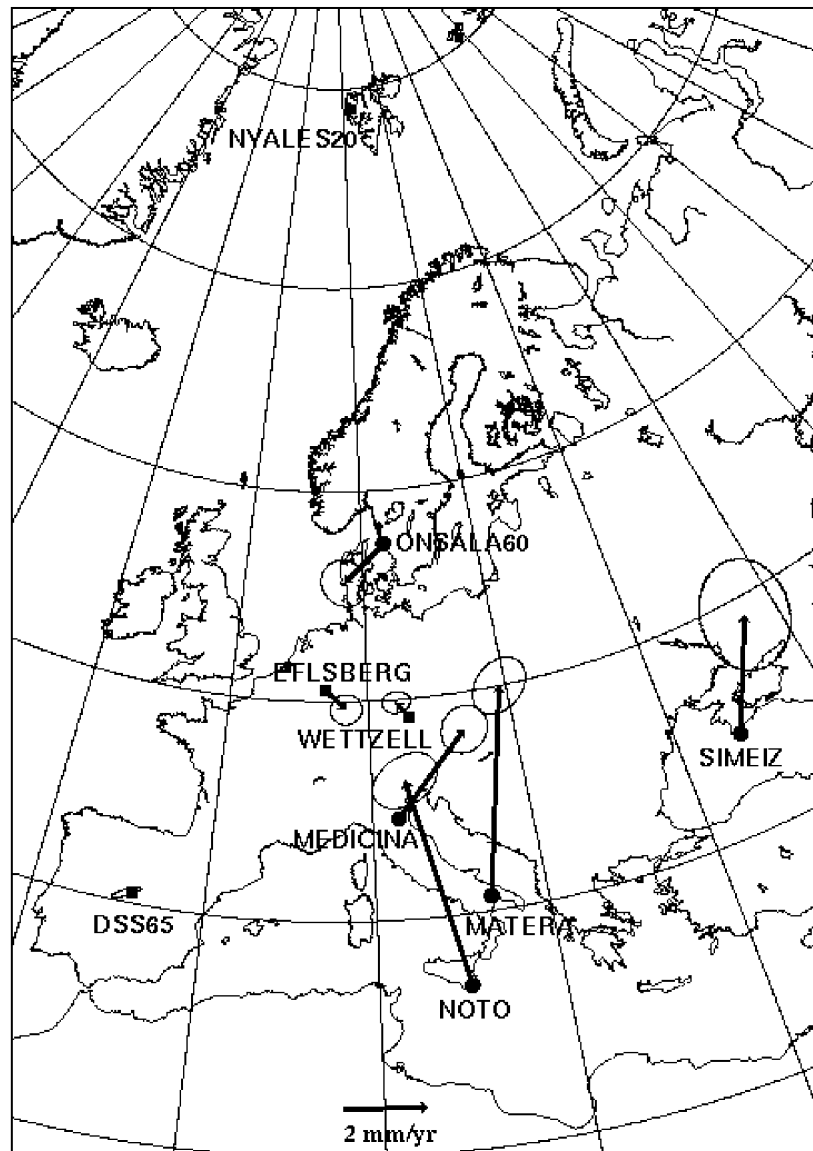 NYALES20
ONSALA60
EFLSBERG
WETTZELL
SIMEIZ
MEDICINA
DSS65
MATERA
NOTO
2 mm/yr